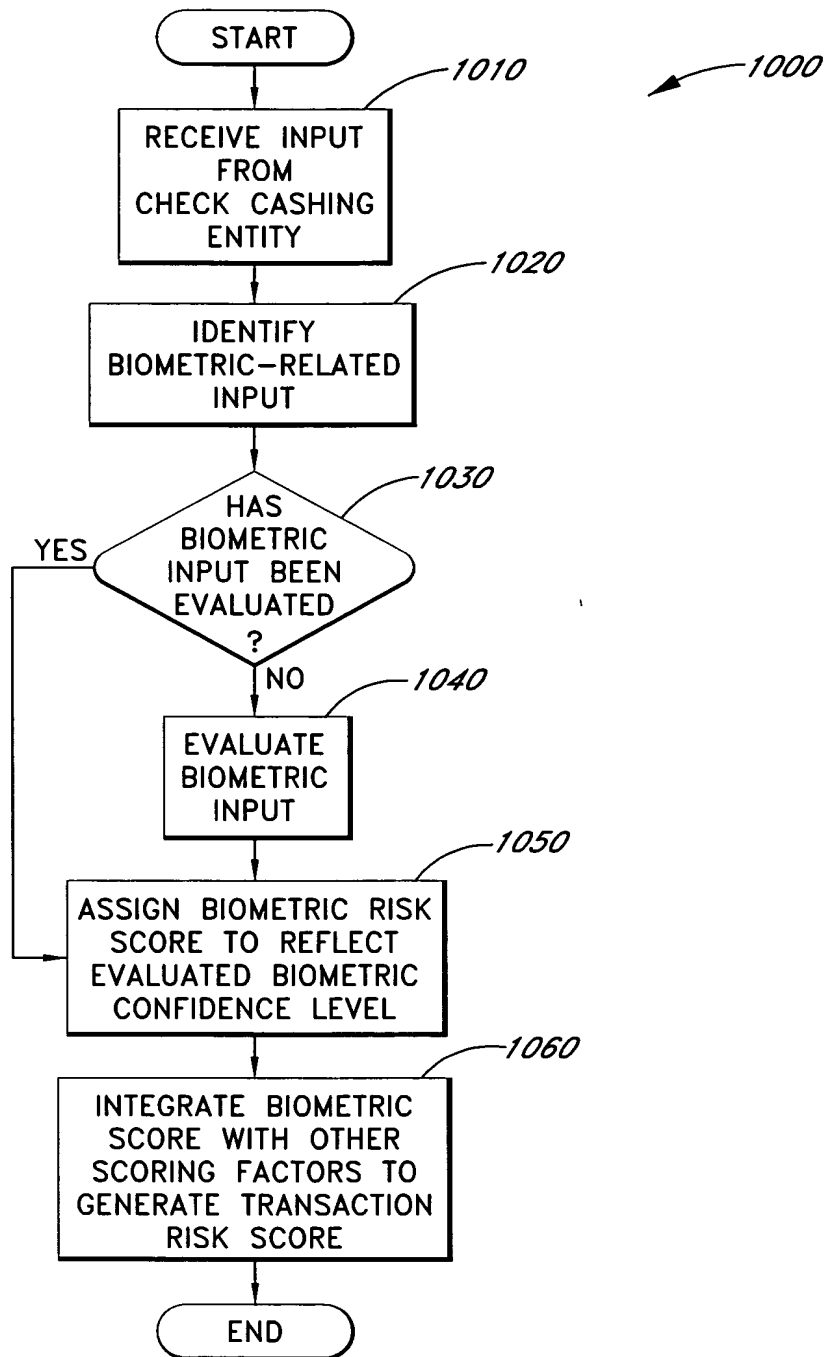 START
1010
1000
RECEIVE INPUT
FROM
CHECK CASHING
ENTITY
1020
IDENTIFY
BIOMETRIC-RELATED
INPUT
1030
HAS
BIOMETRIC
INPUT BEEN
EVALUATED
?
YES
NO
1040
EVALUATE
BIOMETRIC
INPUT
1050
ASSIGN BIOMETRIC RISK
SCORE TO REFLECT
EVALUATED BIOMETRIC
CONFIDENCE LEVEL
1060
INTEGRATE BIOMETRIC
SCORE WITH OTHER
SCORING FACTORS TO
GENERATE TRANSACTION
RISK SCORE
END